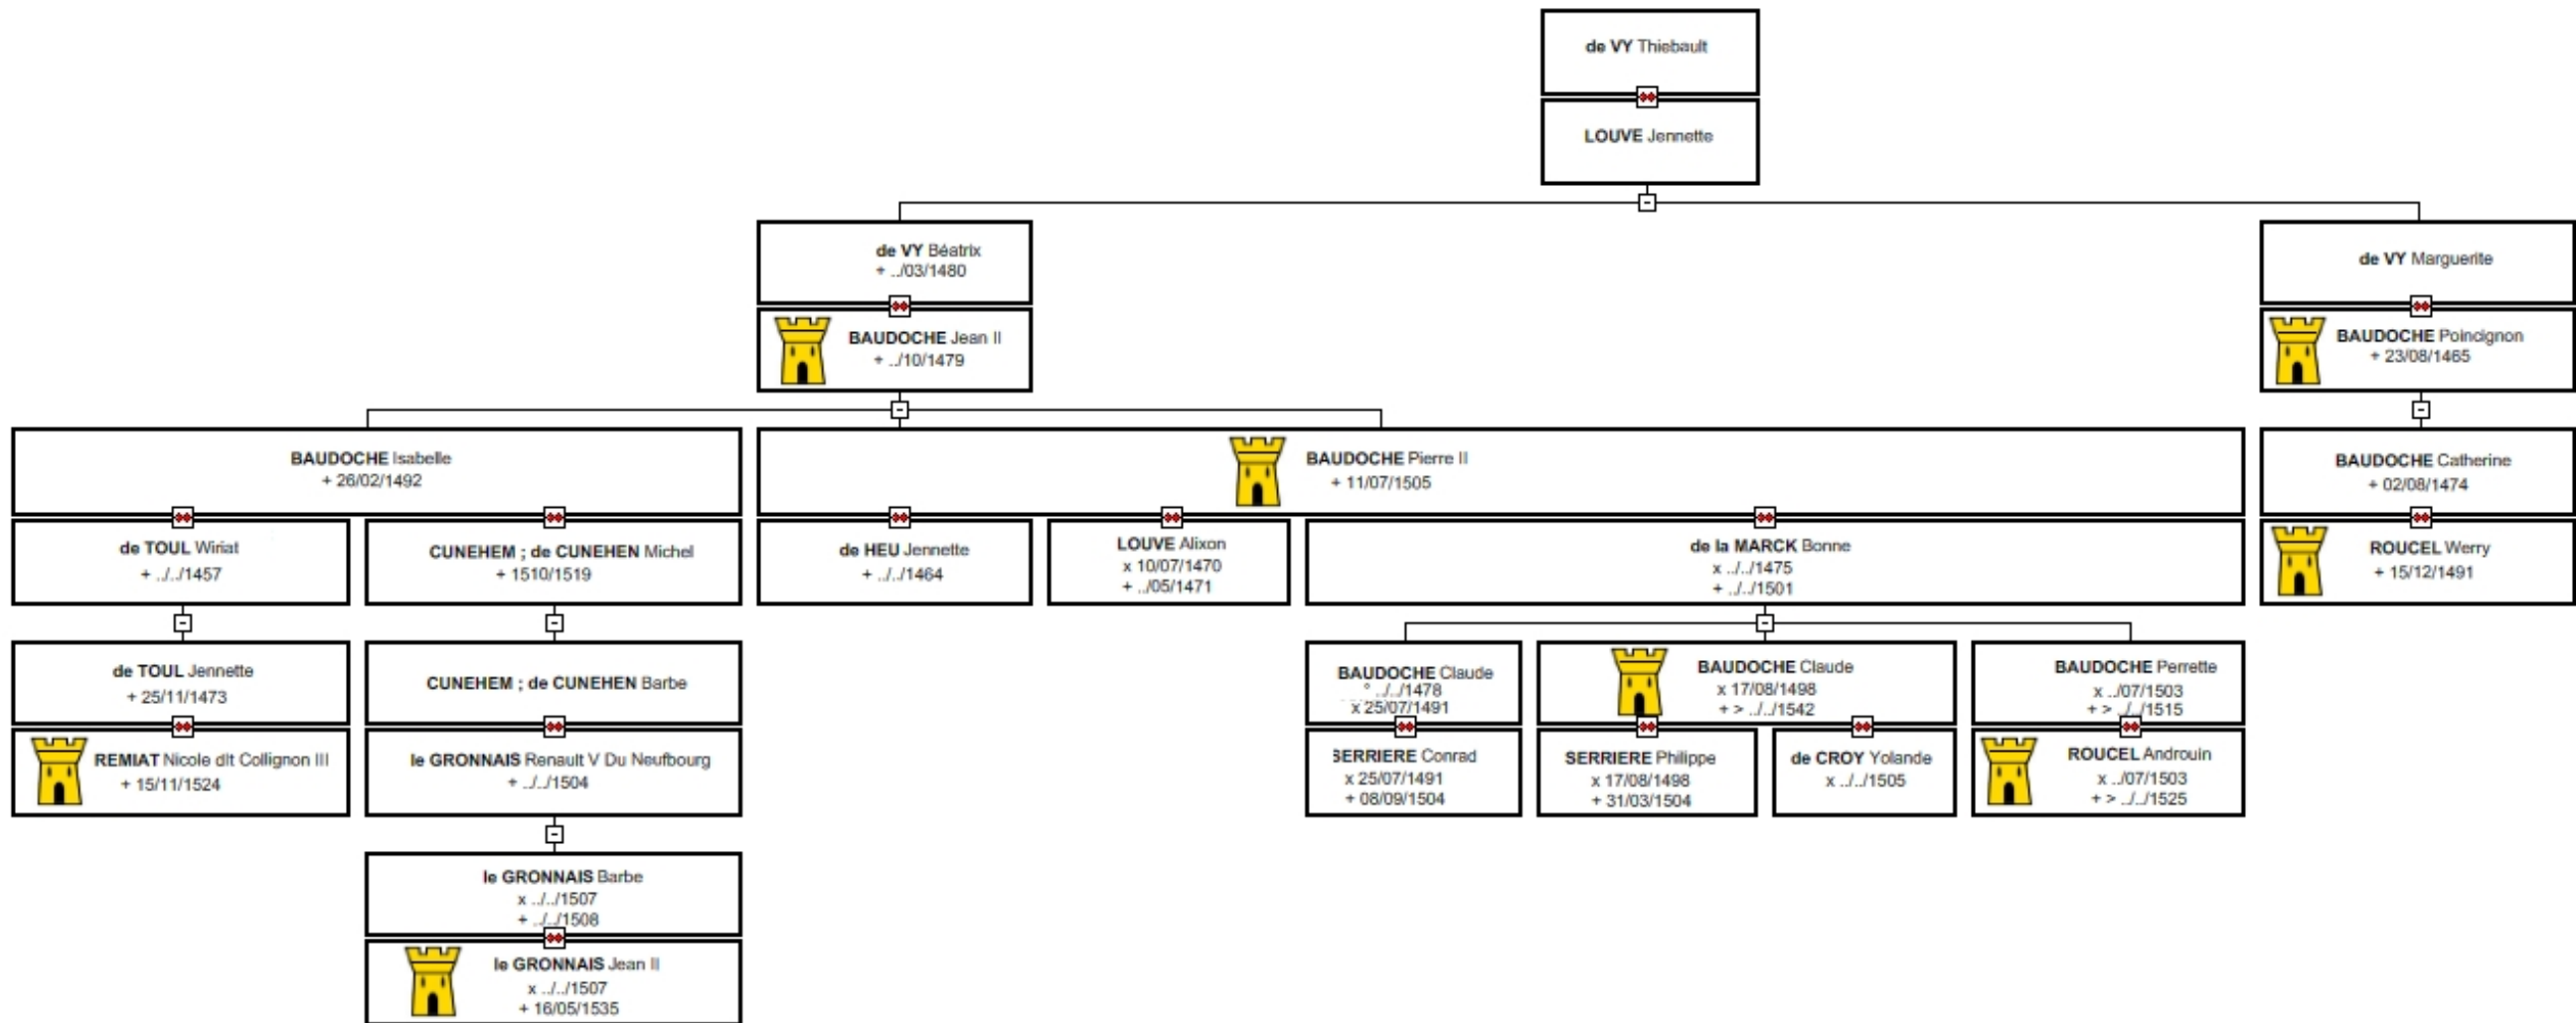 de VY Thiebault
LOUVE Jennette
de VY Béatrix
+ ../03/1480
BAUDOCHE Jean II
+ ../10/1479
de VY Marguerite
BAUDOCHE Poincignon
+ 23/08/1465
BAUDOCHE Isabelle
+ 26/02/1492
de TOUL Wiriat
+ ../../1457
CUNEHEM ; de CUNEHEN Michel
+ 1510/1519
BAUDOCHE Pierre II
+ 11/07/1505
de HEU Jennette
+ ../../1464
LOUVE Alixon
x 10/07/1470
+ ../05/1471
de la MARCK Bonne
x ../../1475
+ ../../1501
BAUDOCHE Catherine
+ 02/08/1474
ROUCEL Werry
+ 15/12/1491
de TOUL Jennette
+ 25/11/1473
REMIAT Nicole dit Collignon III
+ 15/11/1524
CUNEHEM ; de CUNEHEN Barbe
le GRONNAIS Renault V Du Neufbourg
+ ../../1504
BAUDOCHE Claude
° ../../1478
x 25/07/1491
SERRIERE Conrad
x 25/07/1491
+ 08/09/1504
BAUDOCHE Claude
x 17/08/1498
+ > ../../1542
SERRIERE Philippe
x 17/08/1498
+ 31/03/1504
de CROY Yolande
x ../../1505
BAUDOCHE Perrette
x ../07/1503
+ > ../../1515
ROUCEL Androuin
x ../07/1503
+ > ../../1525
le GRONNAIS Barbe
x ../../1507
+ ../../1508
le GRONNAIS Jean II
x ../../1507
+ 16/05/1535